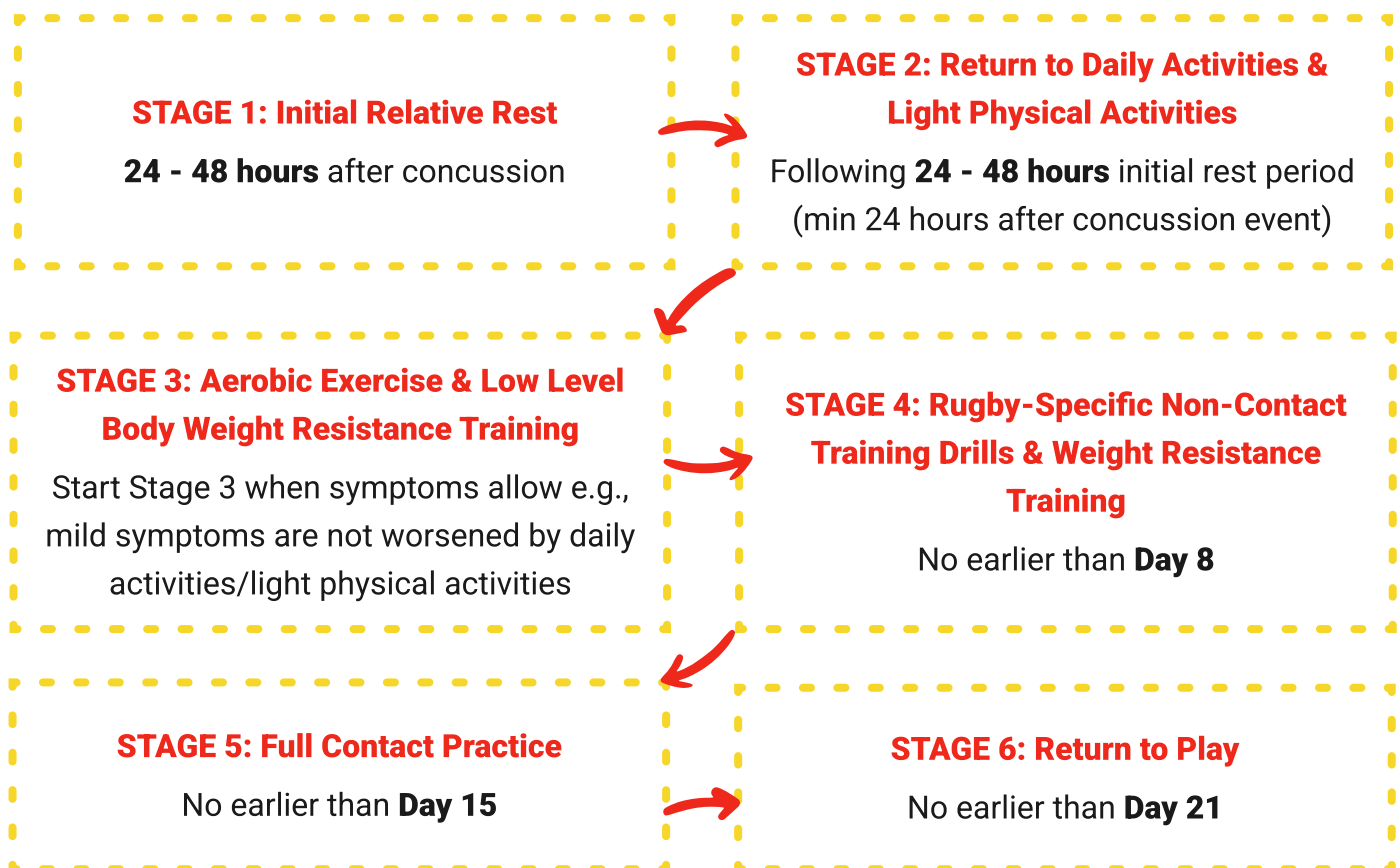 STAGE 1: Initial Relative Rest
24 - 48 hours after concussion
STAGE 2: Return to Daily Activities &
Light Physical Activities
Following 24 - 48 hours initial rest period
(min 24 hours after concussion event)
STAGE 3: Aerobic Exercise & Low Level
Body Weight Resistance Training
Start Stage 3 when symptoms allow e.g.,
mild symptoms are not worsened by daily
activities/light physical activities
STAGE 4: Rugby-Specific Non-Contact
Training Drills & Weight Resistance
Training
No earlier than Day 8
STAGE 5: Full Contact Practice
No earlier than Day 15
STAGE 6: Return to Play
No earlier than Day 21